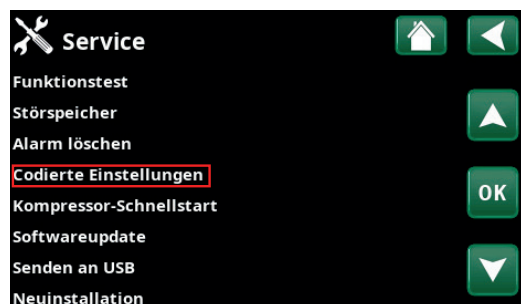 Service
Funktionstest
Störspeicher
Alarm löschen
Codierte Einstellungen
Kompressor-Schnellstart
OK
Softwareupdate
Senden an USB
Neuinstallation